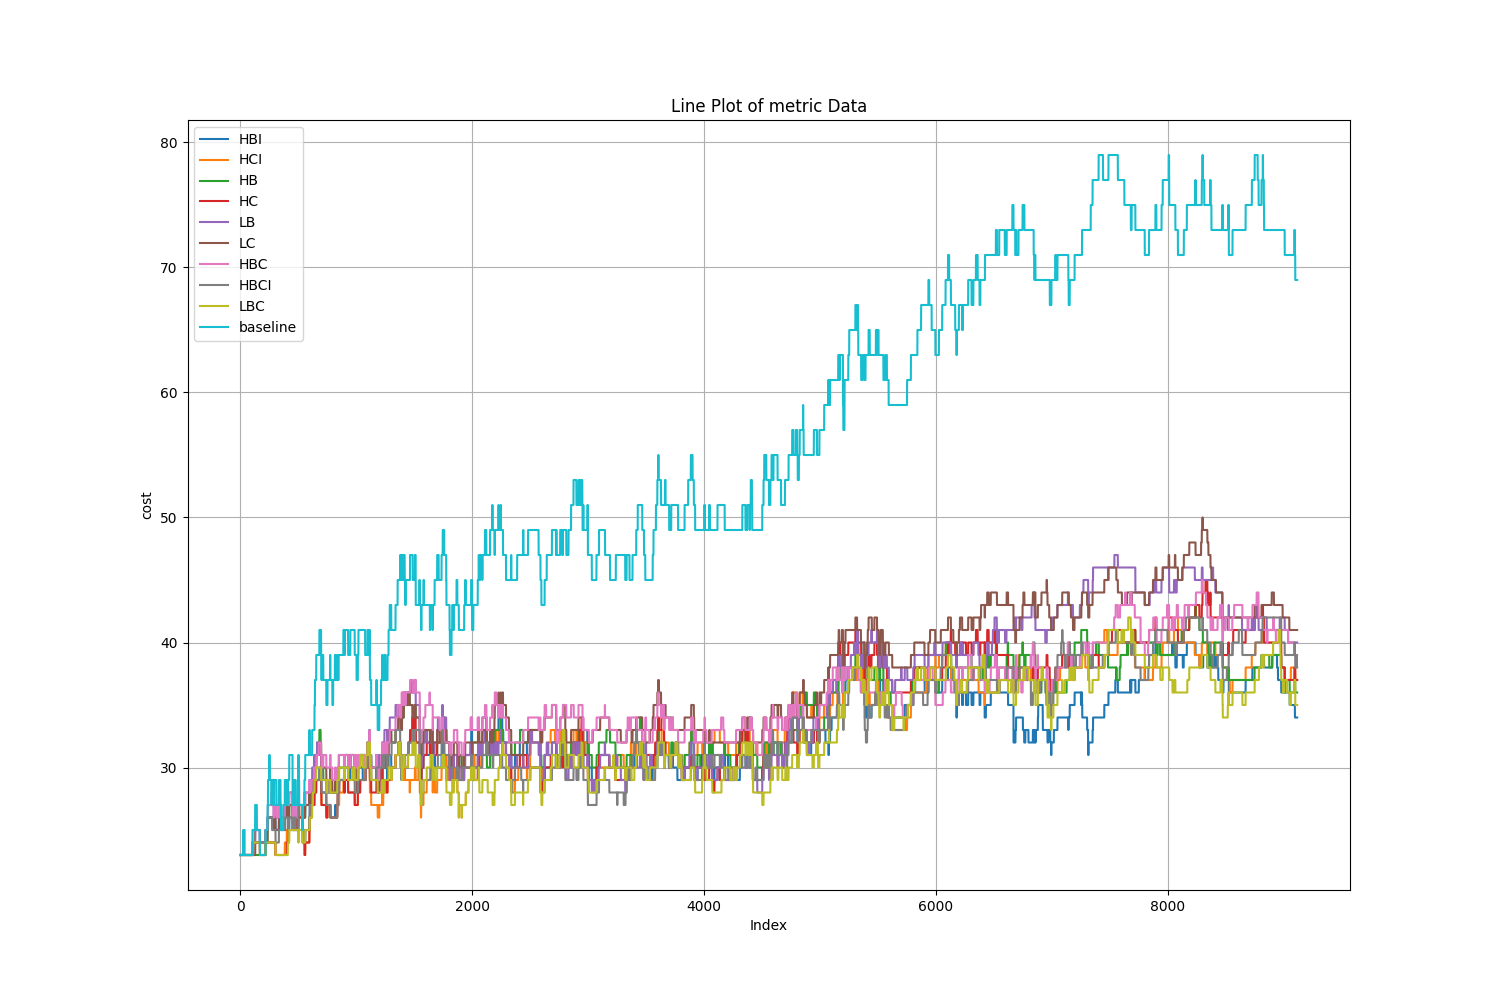 Line Plot of metric Data
HBI
HCI
HB
HC
LB
LC
HBC
HBCI
LBC
baseline
80
70
60
50
40
30
cost
0 2000 4000 6000 8000
Index